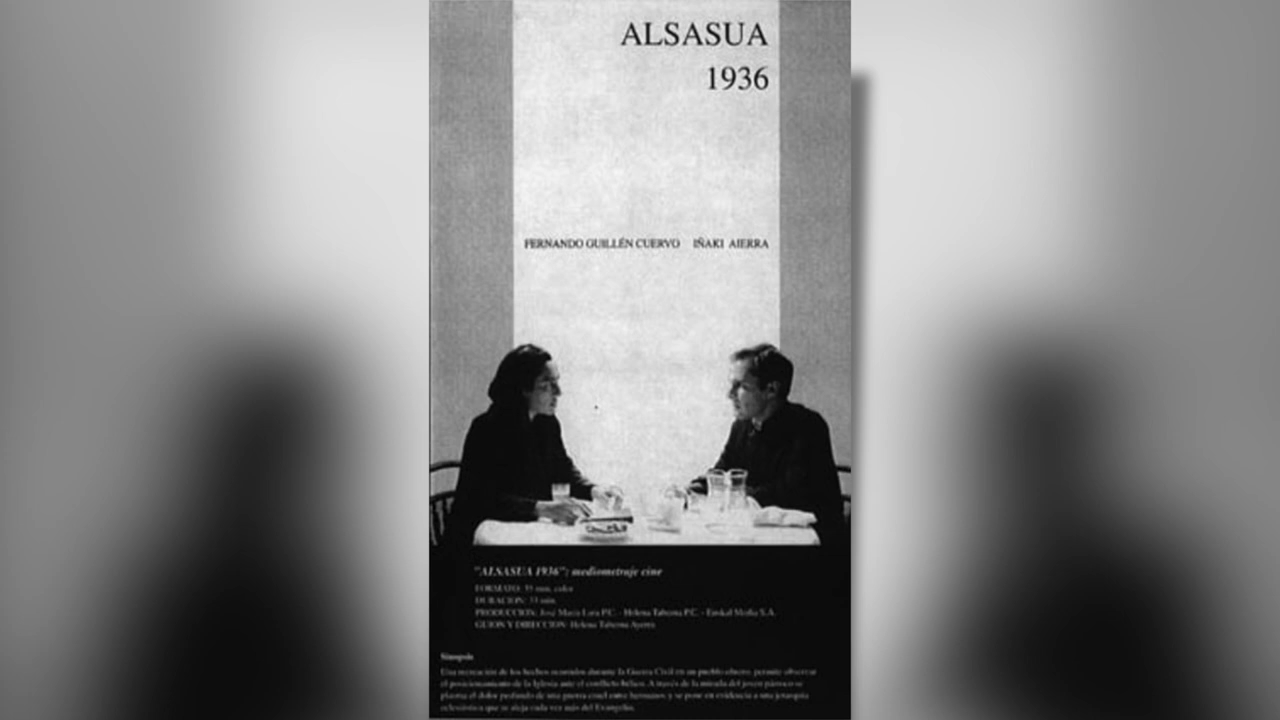 ALSASUA
1936
FERNANDO GUILLÉN CUERVO IÑAKI AIERRA
"ALSASUA 1936": mediometraje cine
FORMATO: 35 mm. color
DURACION: 33 min.
PRODUCCION: José María Lara P.C. - Helena Taberna P.C. - Euskal Media S.A.
GUION Y DIRECCION: Helena Taberna Ayerra
Sinopsis
Una recreación de los hechos ocurridos durante la Guerra Civil en un pueblo obrero, permite observar
el posicionamiento de la Iglesia ante el conflicto bélico. A través de la mirada del joven párroco se
plasma el dolor profundo de una guerra cruel entre hermanos y se pone en evidencia a una jerarquía
eclesiástica que se aleja cada vez más del Evangelio.